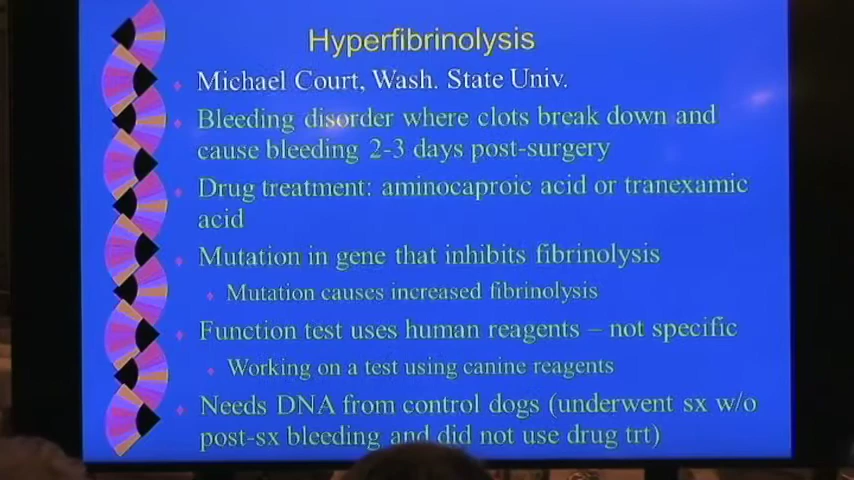 Hyperfibrinolysis
Michael Court, Wash. State Univ.
Bleeding disorder where clots break down and
cause bleeding 2-3 days post-surgery
Drug treatment: aminocaproic acid or tranexamic
acid
Mutation in gene that inhibits fibrinolysis
Mutation causes increased fibrinolysis
Function test uses human reagents – not specific
Working on a test using canine reagents
Needs DNA from control dogs (underwent sx w/o
post-sx bleeding and did not use drug trt)